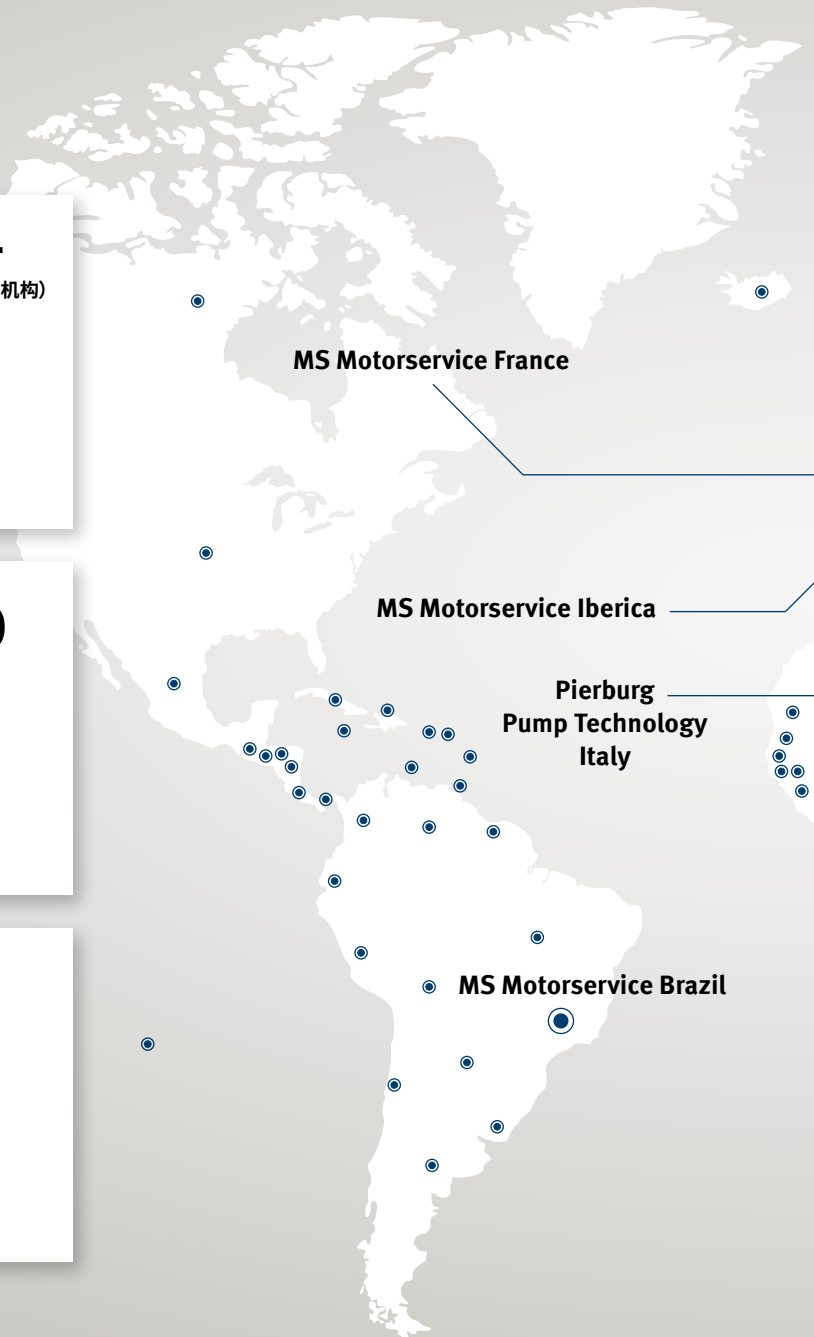 机构）
MS Motorservice France
MS Motorservice Iberica
Pierburg
Pump Technology
Italy
MS Motorservice Brazil